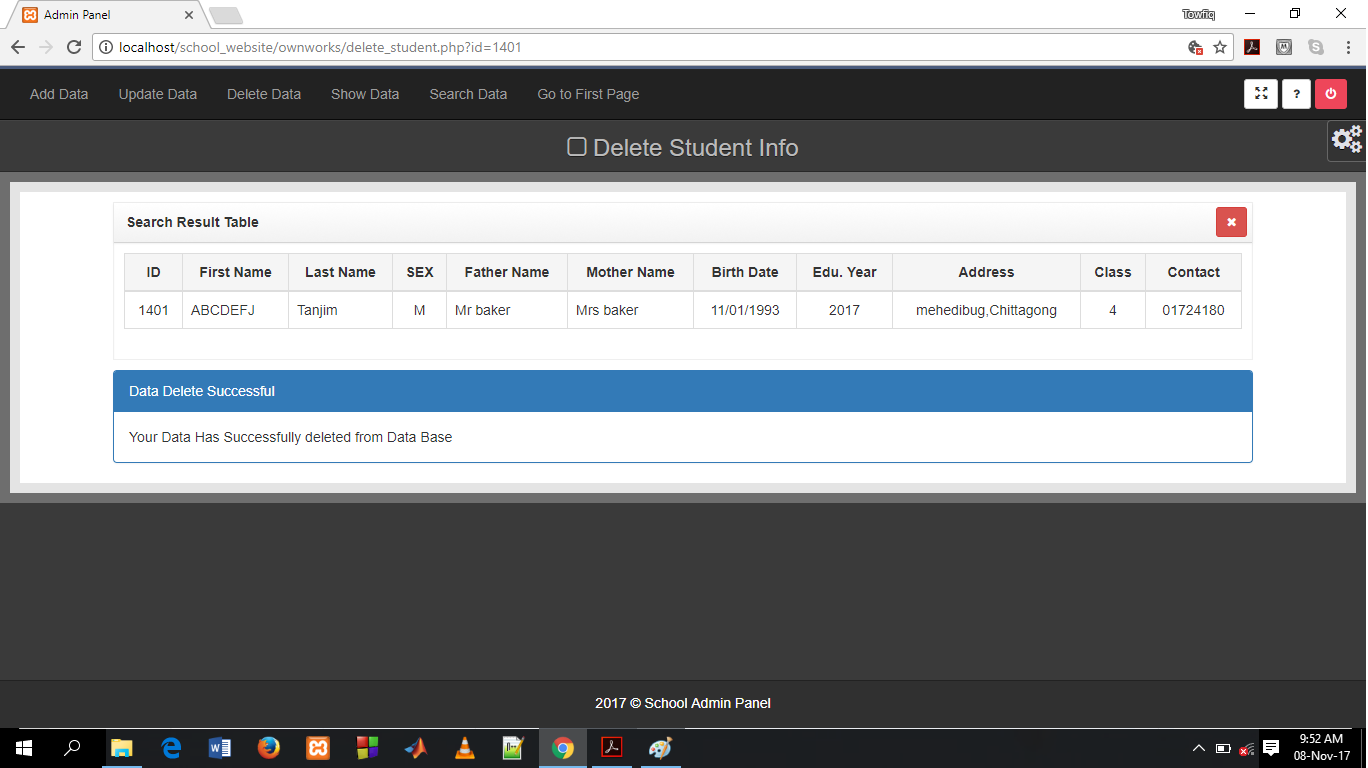 Admin Panel
Towfiq
localhost/school_website/ownworks/delete_student.php?id=1401
Add Data Update Data Delete Data Show Data Search Data Go to First Page ?
Delete Student Info
Search Result Table
ID First Name Last Name SEX Father Name Mother Name Birth Date Edu. Year Address Class Contact
1401 ABCDEFJ Tanjim M Mr baker Mrs baker 11/01/1993 2017 mehedibug,Chittagong 4 01724180
Data Delete Successful
Your Data Has Successfully deleted from Data Base
2017 © School Admin Panel
9:52 AM
08-Nov-17